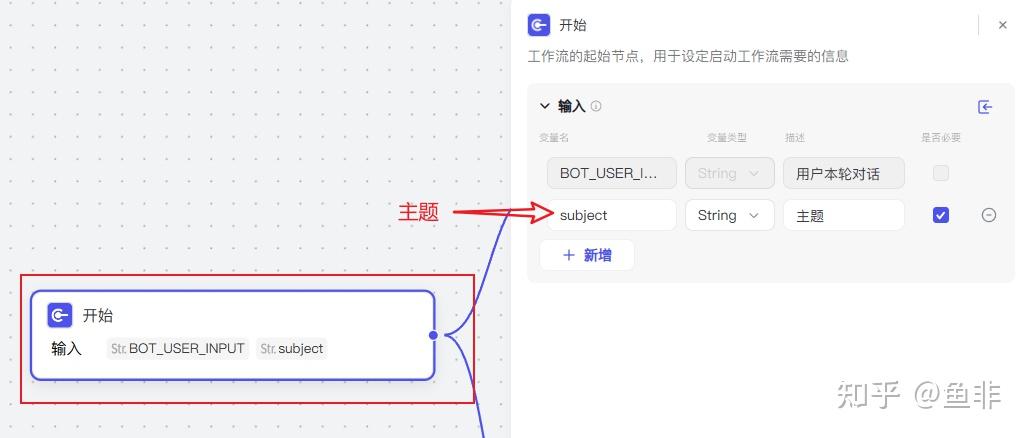 开始
工作流的起始节点，用于设定启动工作流需要的信息
输入
变量名 变量类型 描述 是否必要
BOT_USER_I... String 用户本轮对话
主题 subject String 主题
+ 新增
开始
输入 Str. BOT_USER_INPUT Str. subject
知乎 @鱼非